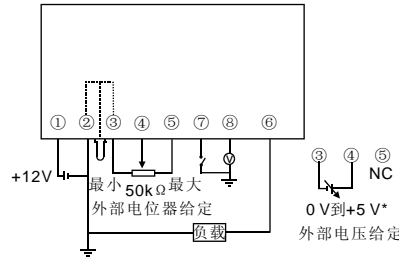 ① ② ③ ④ ⑤ ⑦ ⑧ ⑥
V
+12V
最小 50kΩ 最大
外部电位器给定
负载
③ ④ ⑤
NC
0 V到+5 V*
外部电压给定